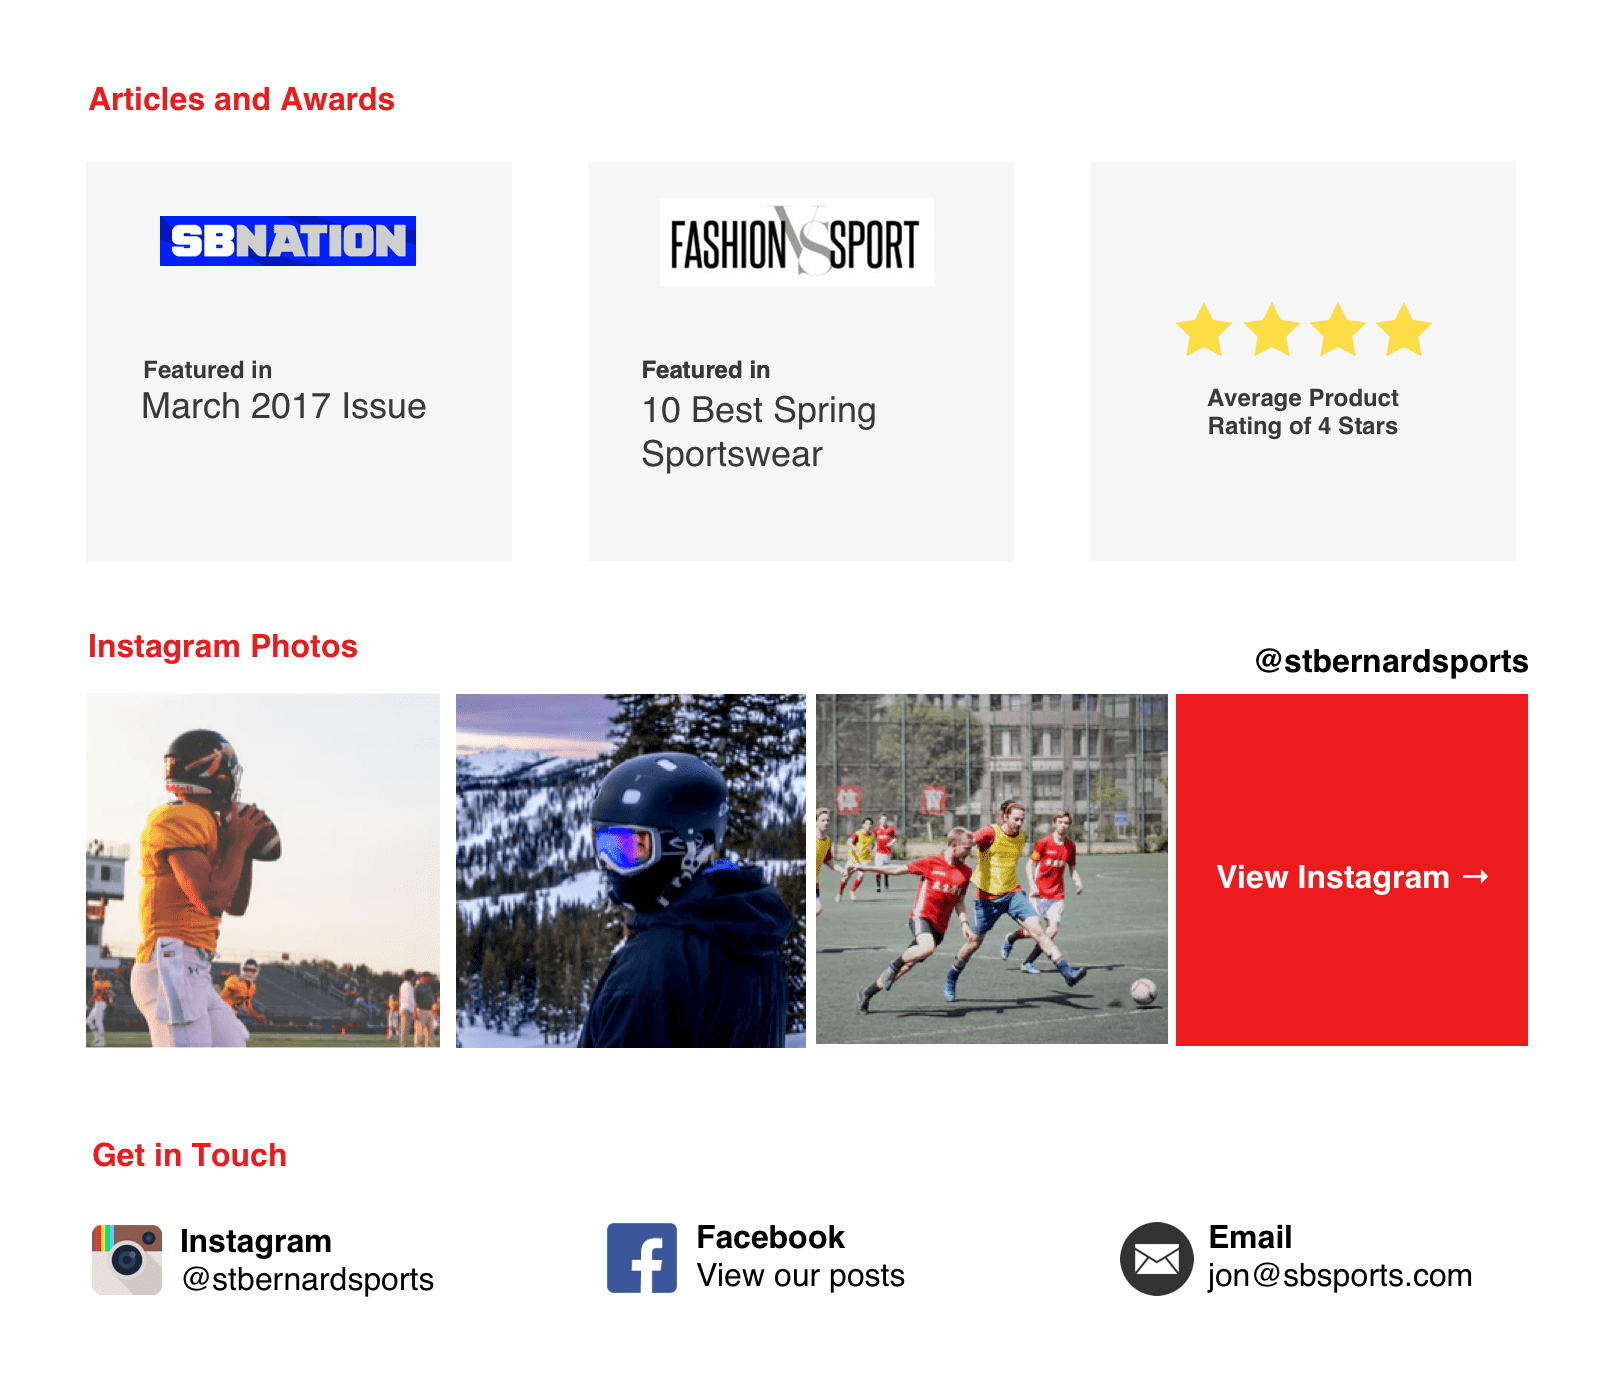 Articles and Awards
SBNATION
FASHION VS SPORT
Featured in
March 2017 Issue
Featured in
10 Best Spring
Sportswear
Average Product
Rating of 4 Stars
Instagram Photos
@stbernardsports
体 育
View Instagram →
Get in Touch
Instagram
@stbernardsports
Facebook
View our posts
Email
jon@sbsports.com